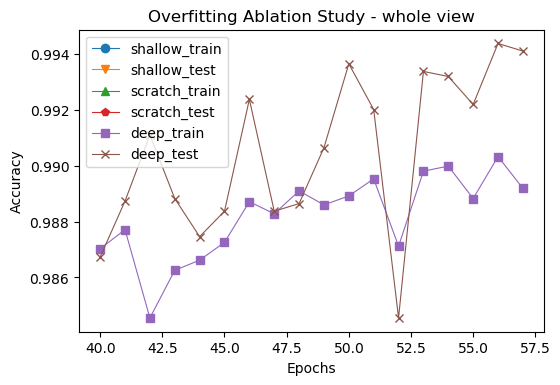 Overfitting Ablation Study - whole view
shallow_train
shallow_test
scratch_train
scratch_test
deep_train
deep_test
Accuracy
0.994
0.992
0.990
0.988
0.986
40.0 42.5 45.0 47.5 50.0 52.5 55.0 57.5
Epochs